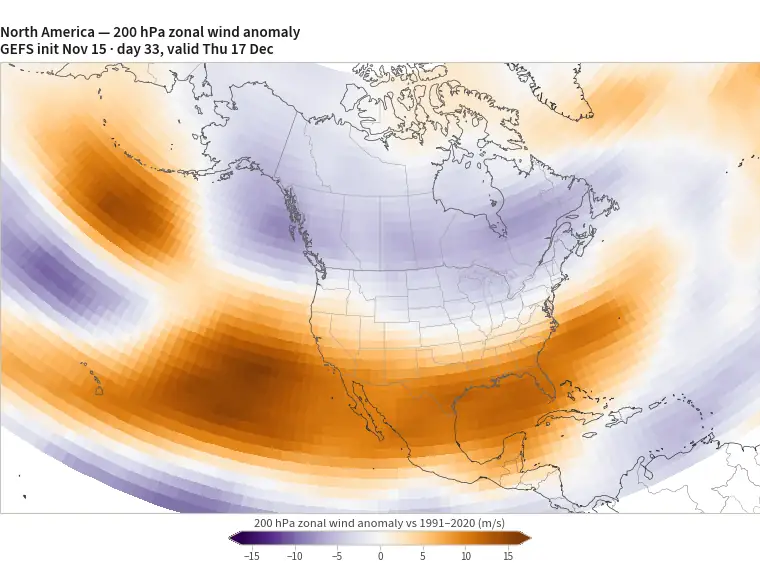 North America — 200 hPa zonal wind anomaly
GEFS init Nov 15 · day 33, valid Thu 17 Dec
200 hPa zonal wind anomaly vs 1991–2020 (m/s)
−15 −10 −5 0 5 10 15